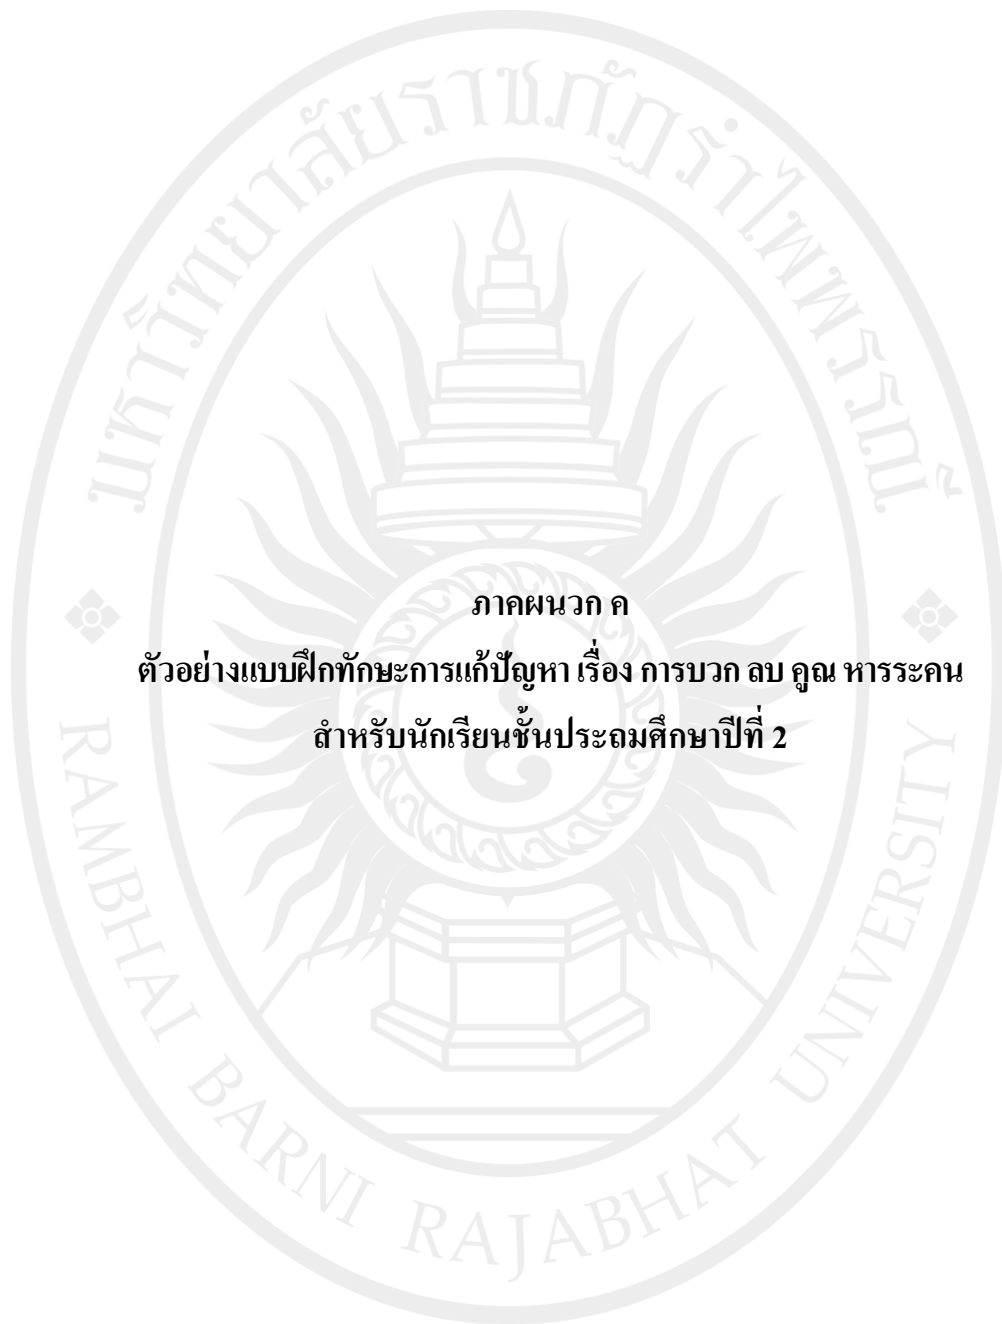 มหาวิทยาลัยราชภัฏรำไพพรรณี
ภาคผนวก ค
ตัวอย่างแบบฝึกทักษะการแก้ปัญหา เรื่อง การบวก ลบ คูณ หารระคน
สำหรับนักเรียนชั้นประถมศึกษาปีที่ 2
RAMBHAI BARNI RAJABHAT UNIVERSITY